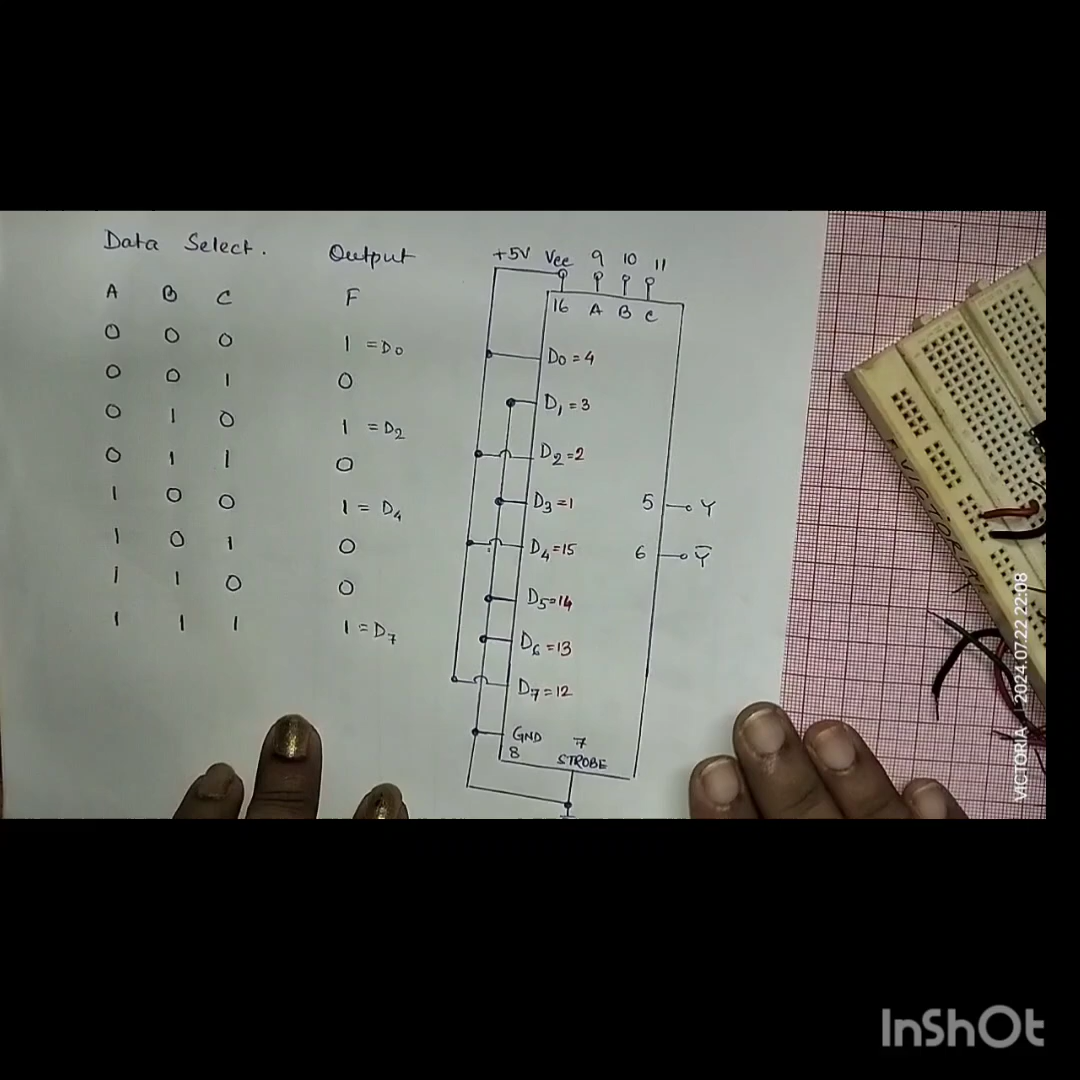 Data Select.
Output
A B C
F
0 0 0
1 = D0
0 0 1
0
0 1 0
1 = D2
0 1 1
0
1 0 0
1 = D4
1 0 1
0
1 1 0
0
1 1 1
1 = D7
+5V Vcc 9 10 11
16 A B C
D0 = 4
D1 = 3
D2 = 2
D3 = 1
D4 = 15
D5 = 14
D6 = 13
D7 = 12
GND
8
7
STROBE
5 Y
6 Y̅
VICTORIA
VICTORIA | 2024.07.22 22:08
InShOt